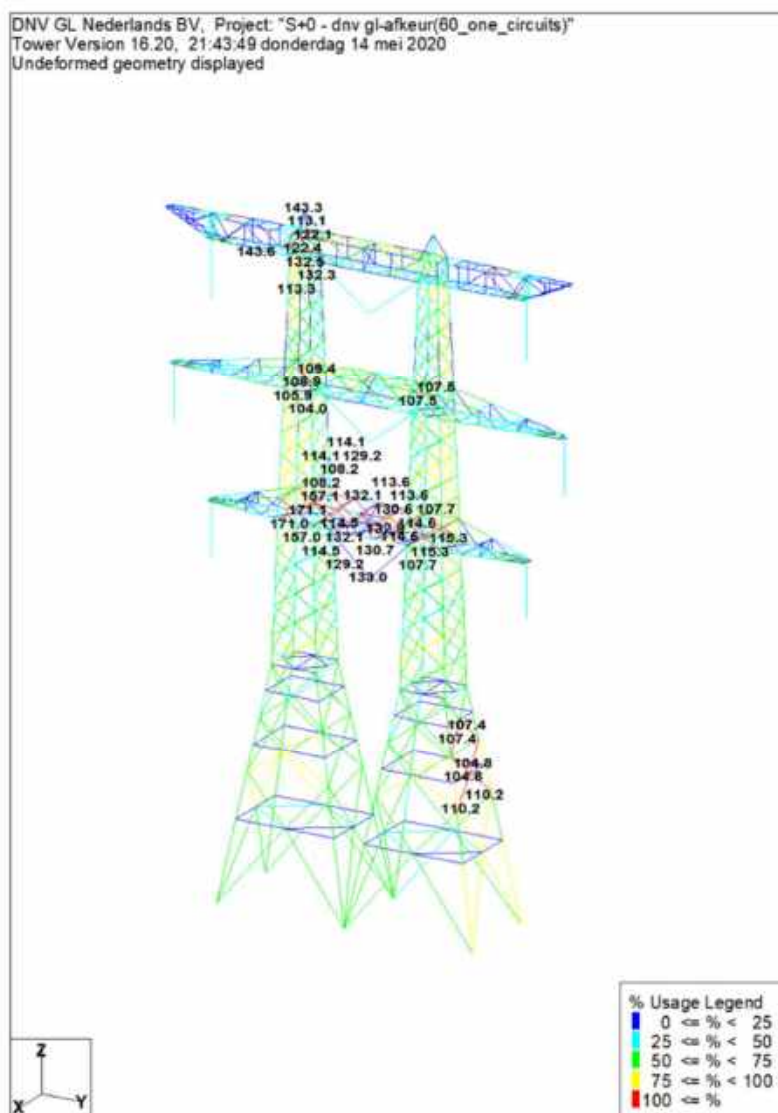 DNV GL Nederlands BV, Project: "S+0 - dnv gl-afkeur(60_one_circuits)"
Tower Version 16.20, 21:43:49 donderdag 14 mei 2020
Undeformed geometry displayed
143.3
113.1
122.1
122.4
143.6
132.5
132.3
113.3
109.4
108.9
107.5
105.9
107.5
104.0
114.1
114.1 129.2
108.2
108.2 113.6
157.1 132.1 113.6
171.1 130.6 107.7
171.0 114.5 114.6
157.0 132.1 114.6 115.3
114.5 130.7 115.3
129.2 107.7
133.0
107.4
107.4
104.8
104.8
110.2
110.2
% Usage Legend
0 <= % < 25
25 <= % < 50
50 <= % < 75
75 <= % < 100
100 <= %
Z
X Y